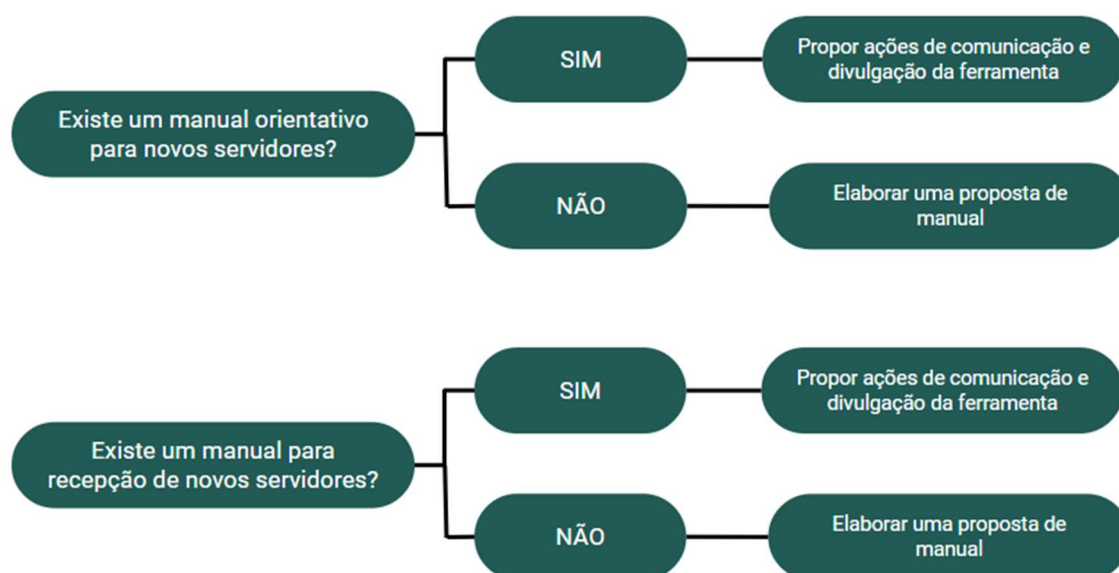 Existe um manual orientativo
para novos servidores?
SIM
Propor ações de comunicação e
divulgação da ferramenta
NÃO
Elaborar uma proposta de
manual
Existe um manual para
recepção de novos servidores?
SIM
Propor ações de comunicação e
divulgação da ferramenta
NÃO
Elaborar uma proposta de
manual